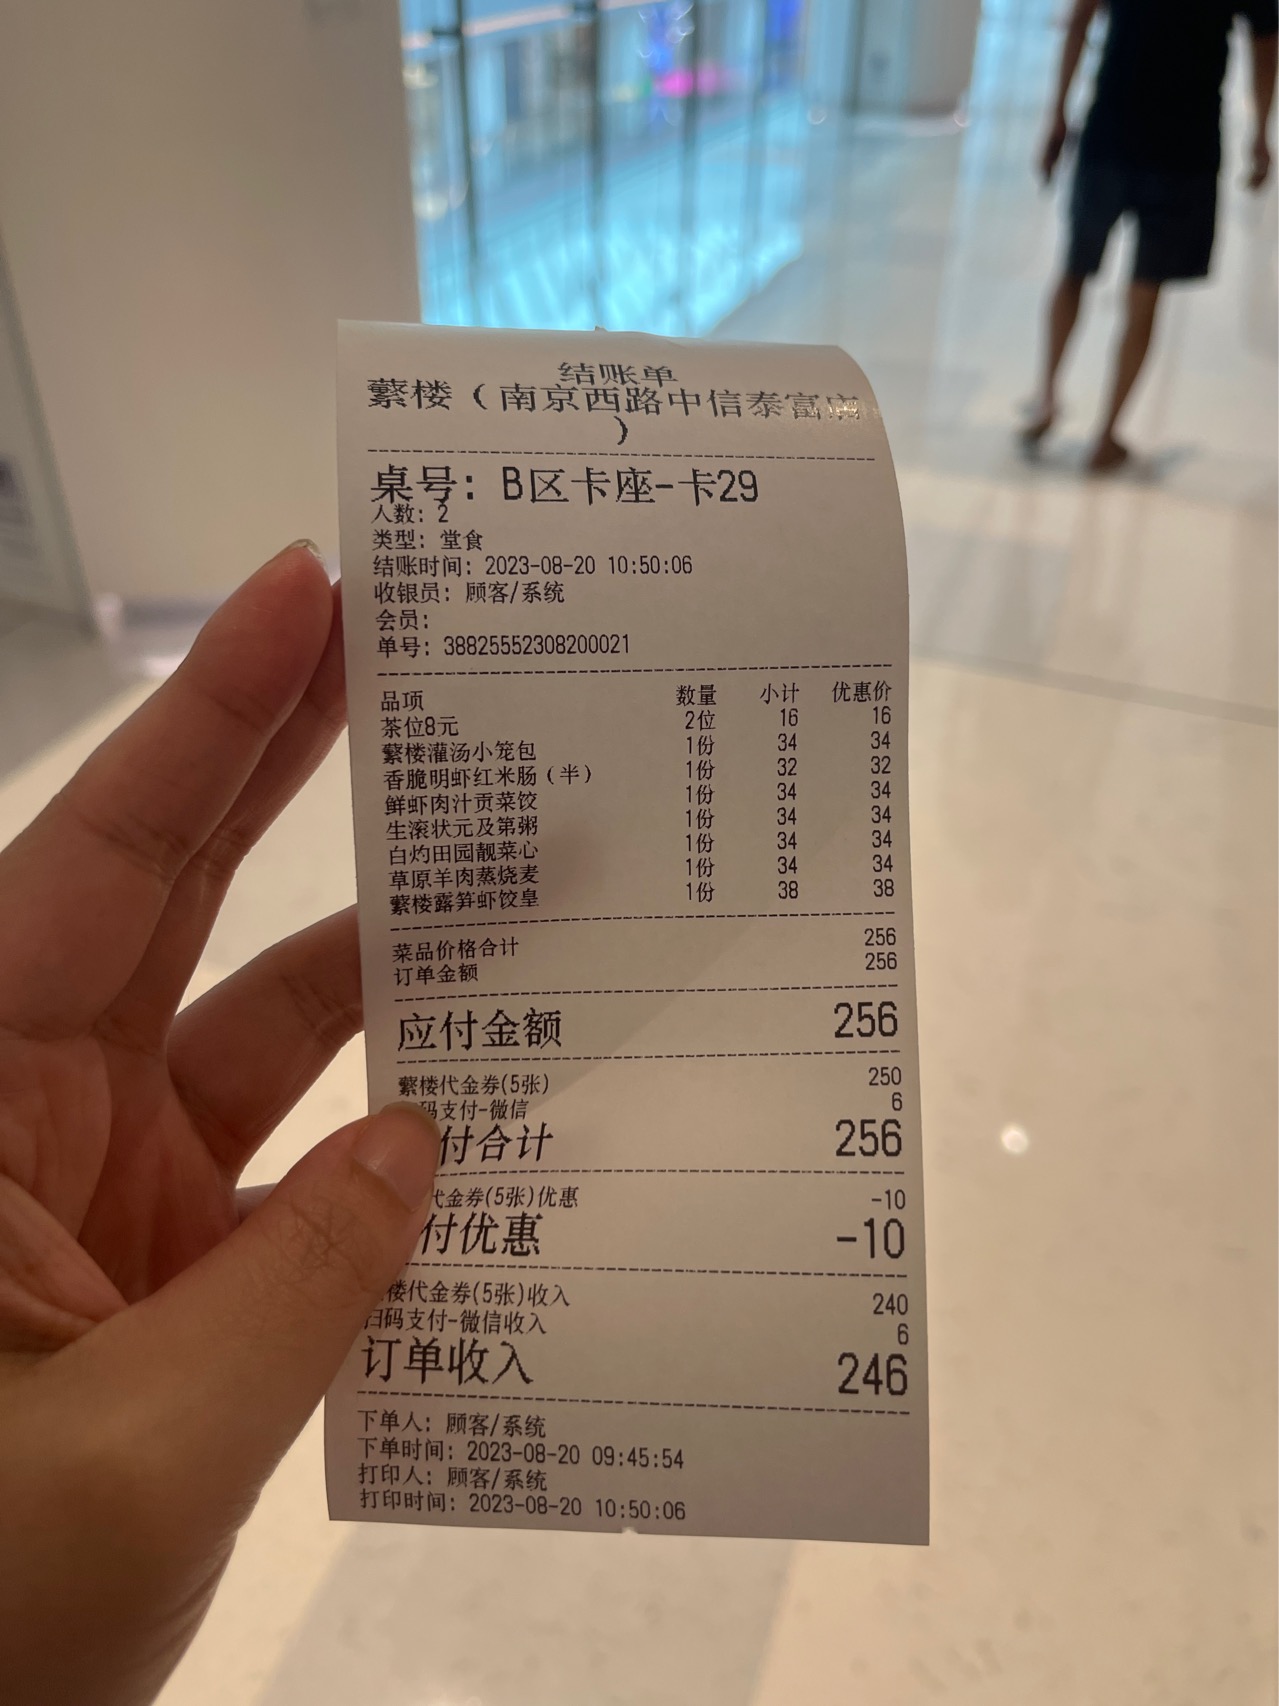 结账单
蘩楼（南京西路中信泰富店
）
桌号：B区卡座-卡29
人数：2
类型：堂食
结账时间：2023-08-20 10:50:06
收银员：顾客/系统
会员：
单号：38825552308200021
品项 数量 小计 优惠价
茶位8元 2位 16 16
蘩楼灌汤小笼包 1份 34 34
香脆明虾红米肠（半） 1份 32 32
鲜虾肉汁贡菜饺 1份 34 34
生滚状元及第粥 1份 34 34
白灼田园靓菜心 1份 34 34
草原羊肉蒸烧麦 1份 34 34
蘩楼露笋虾饺皇 1份 38 38
菜品价格合计 256
订单金额 256
应付金额 256
蘩楼代金券(5张) 250
码支付-微信 6
付合计 256
代金券(5张)优惠 -10
付优惠 -10
楼代金券(5张)收入 240
扫码支付-微信收入 6
订单收入 246
下单人：顾客/系统
下单时间：2023-08-20 09:45:54
打印人：顾客/系统
打印时间：2023-08-20 10:50:06